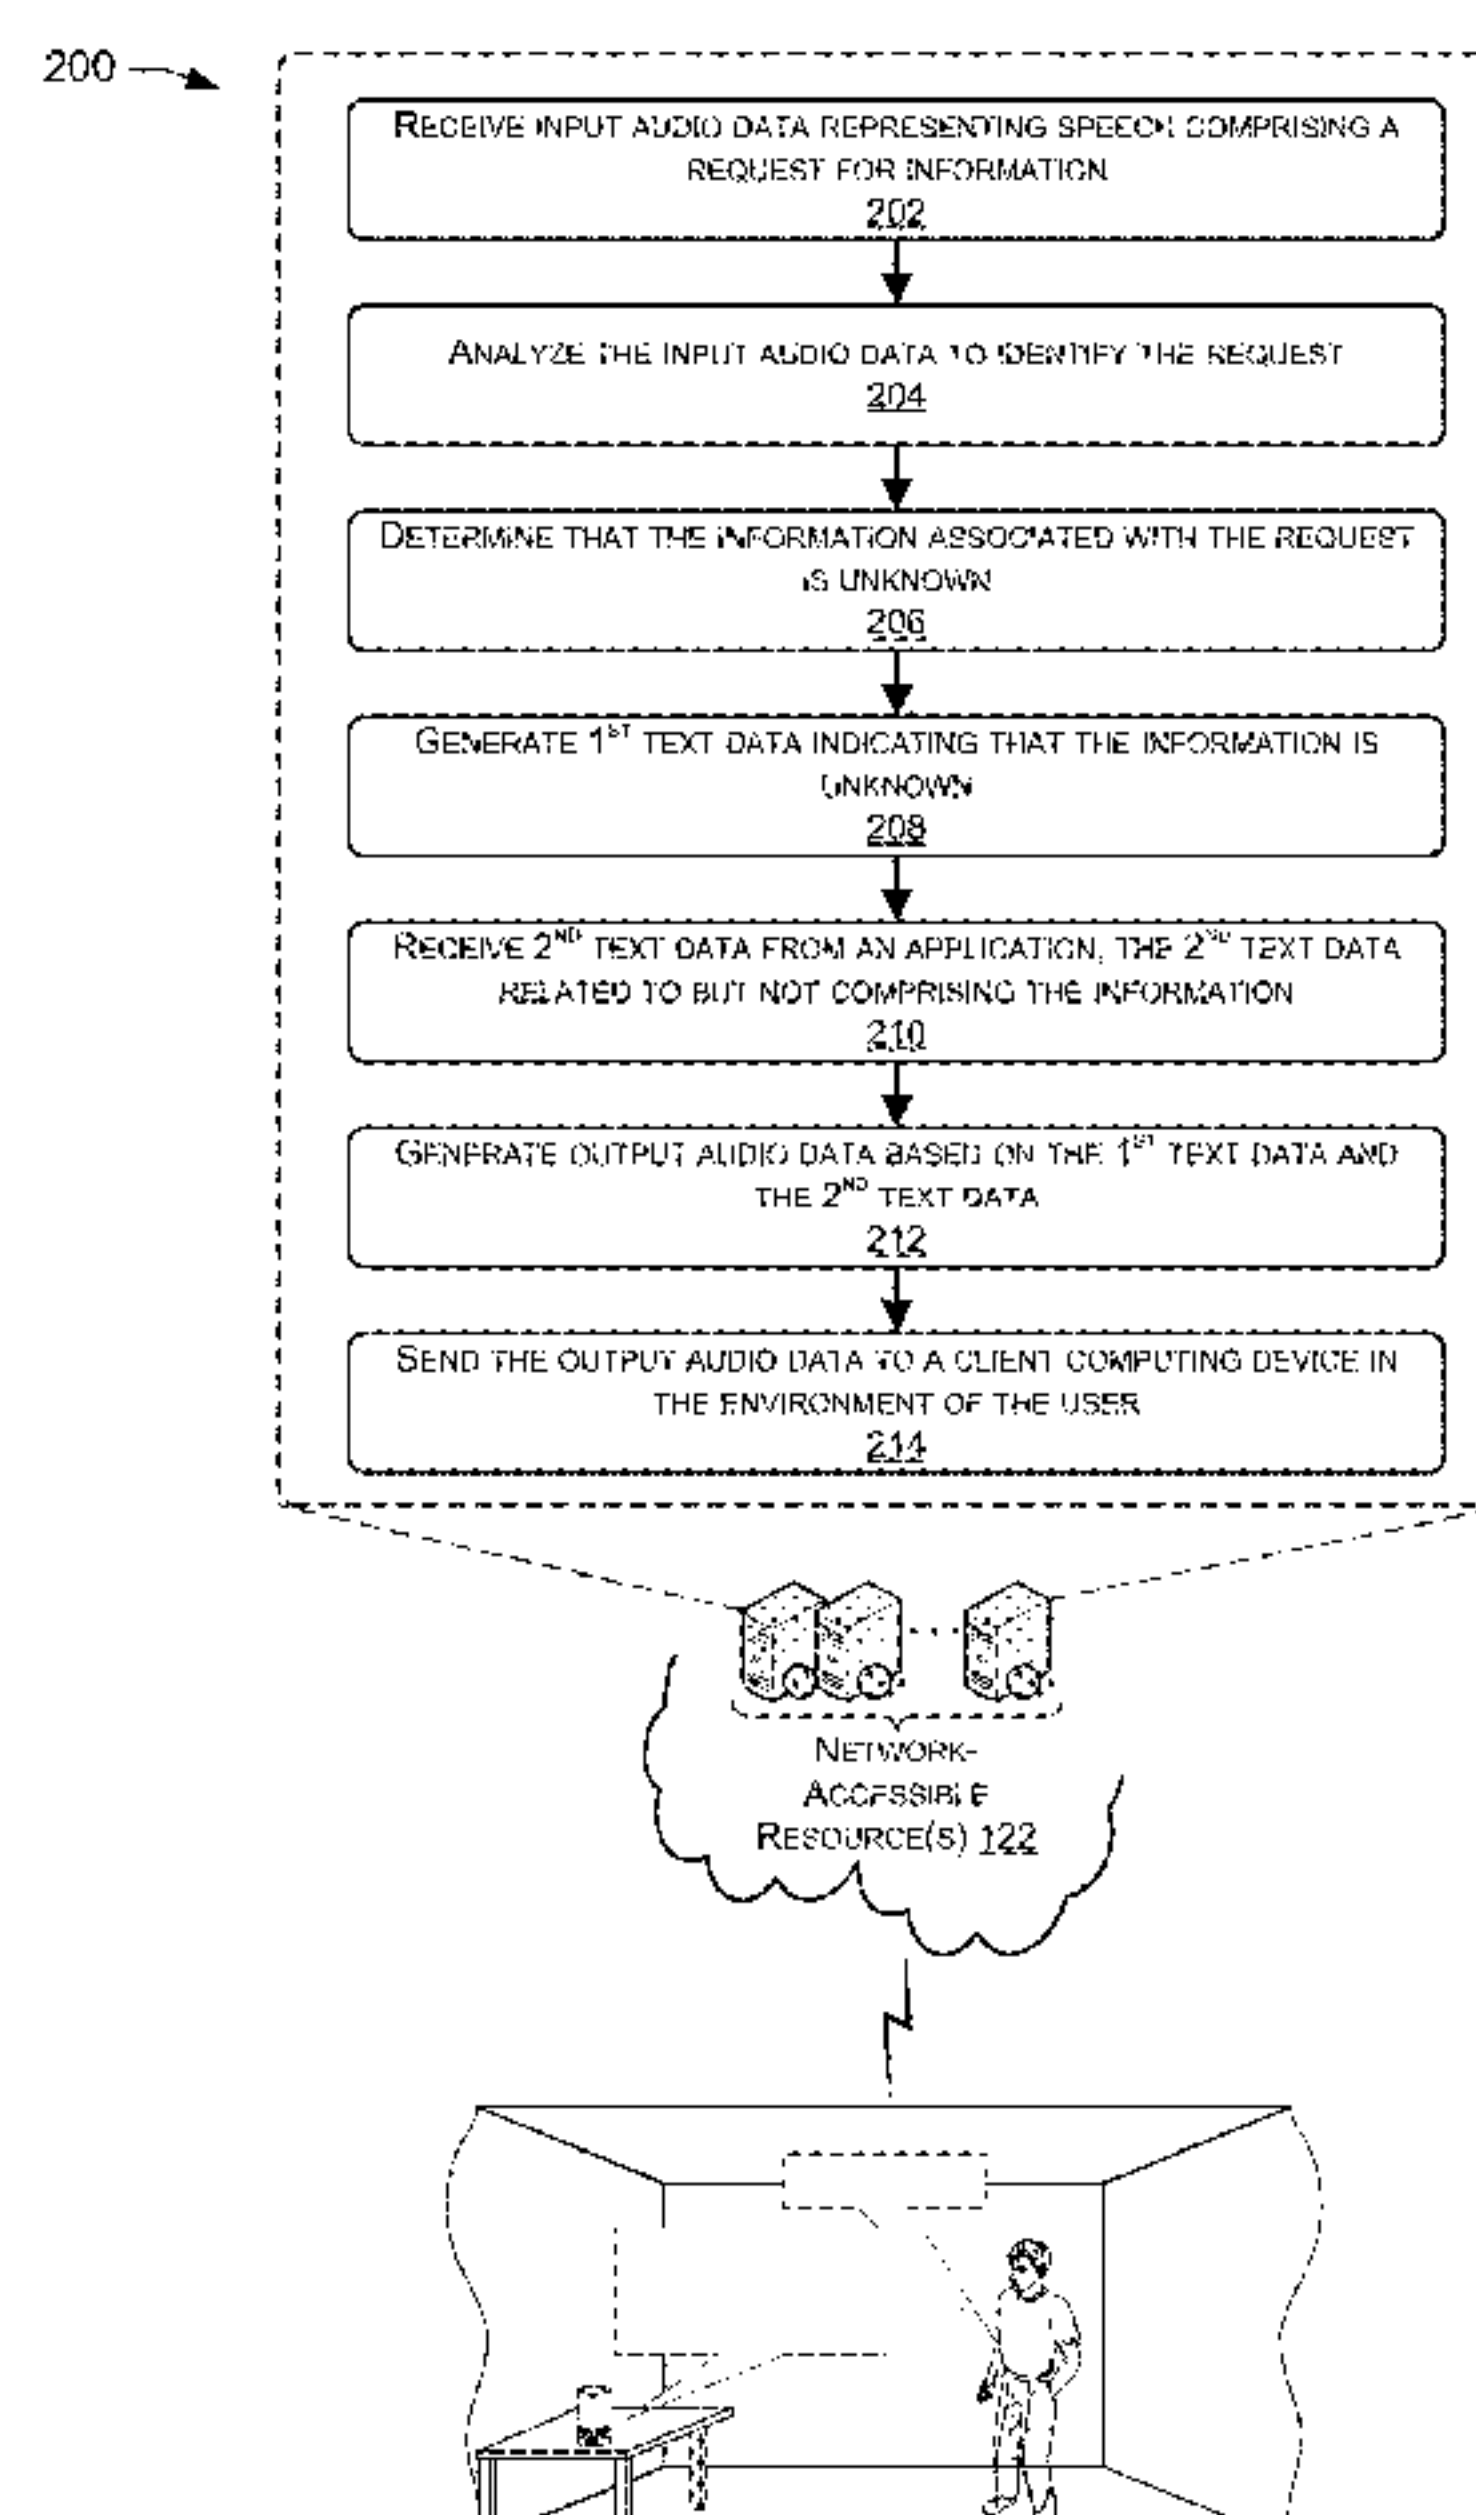 200
RECEIVE INPUT AUDIO DATA REPRESENTING SPEECH COMPRISING A
REQUEST FOR INFORMATION
202
ANALYZE THE INPUT AUDIO DATA TO IDENTIFY THE REQUEST
204
DETERMINE THAT THE INFORMATION ASSOCIATED WITH THE REQUEST
IS UNKNOWN
206
GENERATE 1ST TEXT DATA INDICATING THAT THE INFORMATION IS
UNKNOWN
208
RECEIVE 2ND TEXT DATA FROM AN APPLICATION, THE 2ND TEXT DATA
RELATED TO BUT NOT COMPRISING THE INFORMATION
210
GENERATE OUTPUT AUDIO DATA BASED ON THE 1ST TEXT DATA AND
THE 2ND TEXT DATA
212
SEND THE OUTPUT AUDIO DATA TO A CLIENT COMPUTING DEVICE IN
THE ENVIRONMENT OF THE USER
214
NETWORK-
ACCESSIBLE
RESOURCE(S) 122